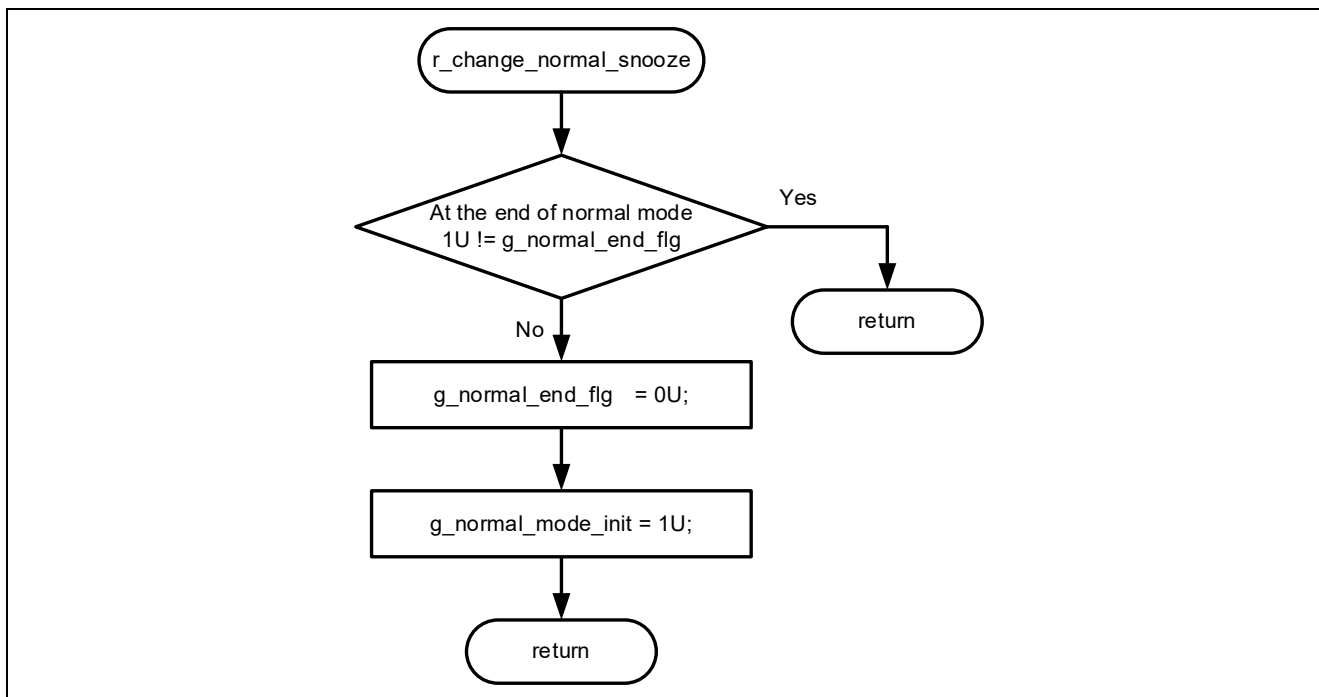 r_change_normal_snooze
At the end of normal mode
1U != g_normal_end_flg
Yes
return
No
g_normal_end_flg = 0U;
g_normal_mode_init = 1U;
return